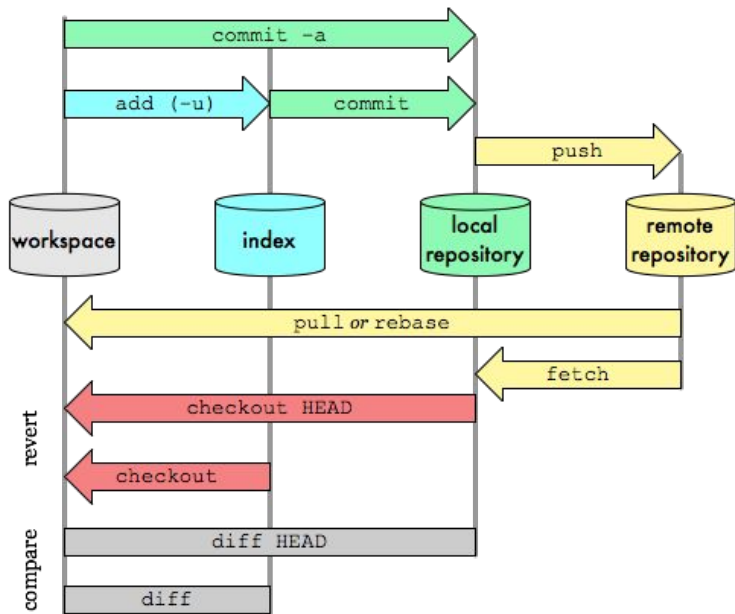 commit -a
add (-u)
commit
push
workspace
index
local
repository
remote
repository
pull or rebase
fetch
revert
checkout HEAD
checkout
compare
diff HEAD
diff